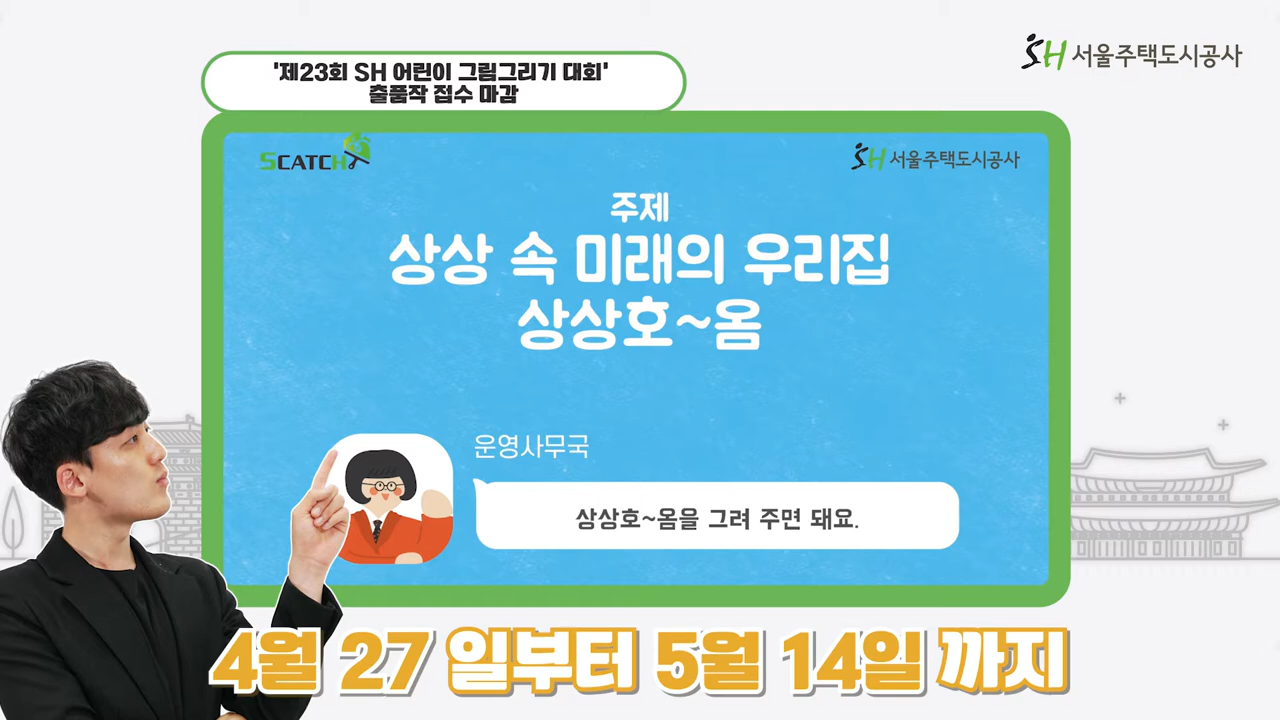 SH 서울주택도시공사
'제23회 SH 어린이 그림그리기 대회'
출품작 접수 마감
SCATCH
SH 서울주택도시공사
주제
상상 속 미래의 우리집
상상호~옴
운영사무국
상상호~옴을 그려 주면 돼요.
4월 27 일부터 5월 14일 까지